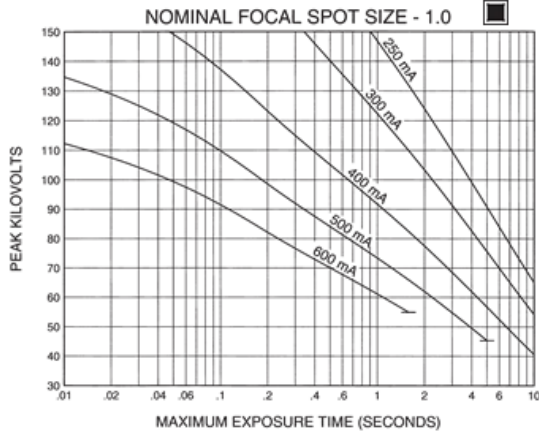 NOMINAL FOCAL SPOT SIZE - 1.0
150
140
130
120
110
100
90
80
70
60
50
40
30
PEAK KILOVOLTS
250 mA
300 mA
400 mA
500 mA
600 mA
.01 .02 .04 .06 .1 .2 .4 .6 1 2 4 6 10
MAXIMUM EXPOSURE TIME (SECONDS)